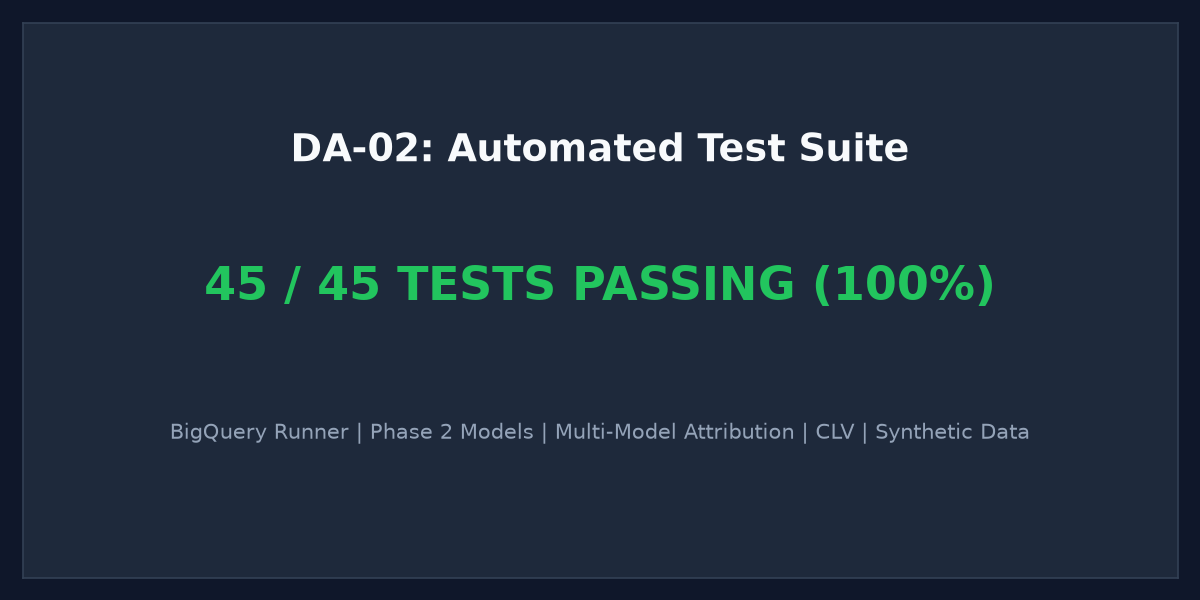 DA-02: Automated Test Suite
45 / 45 TESTS PASSING (100%)
BigQuery Runner | Phase 2 Models | Multi-Model Attribution | CLV | Synthetic Data